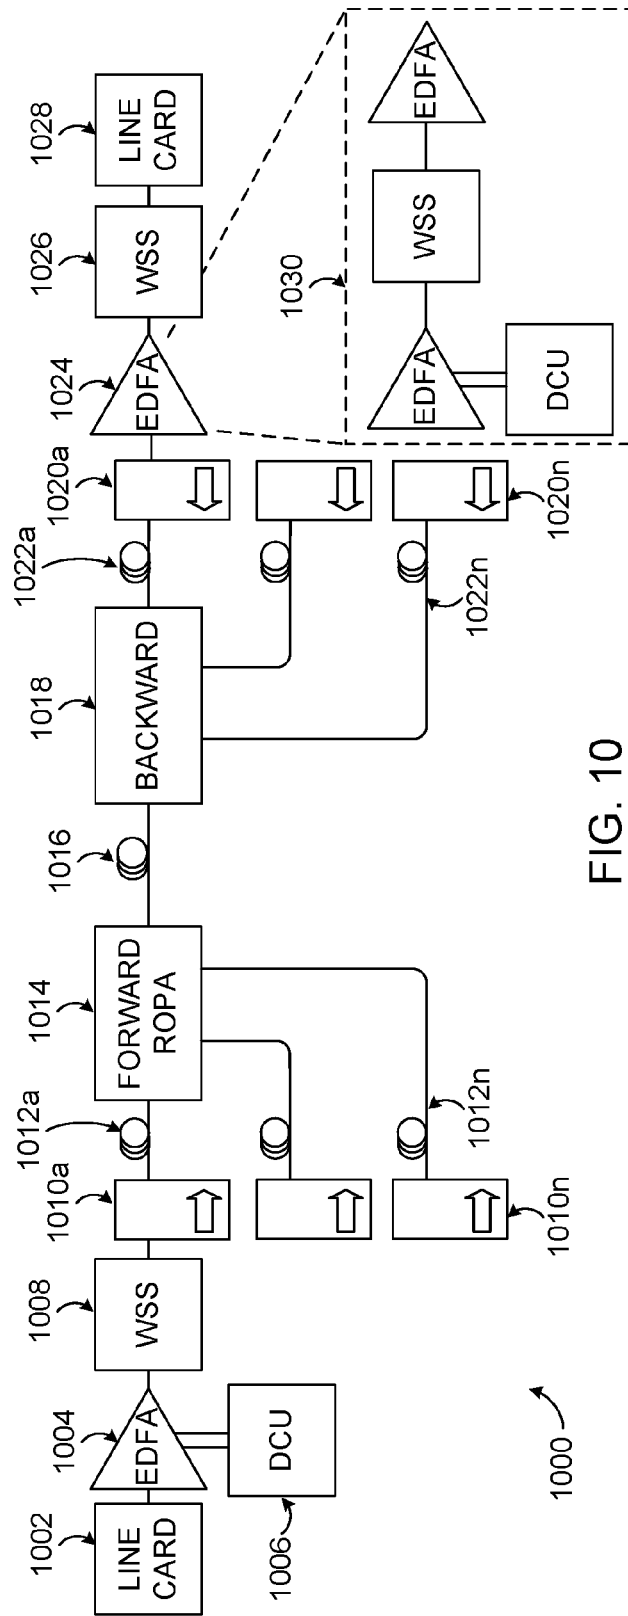 1002
1004
1008
1010a
1012a
1014
1016
1018
1022a
1020a
1024
1026
1028
LINE
CARD
EDFA
WSS
FORWARD
ROPA
BACKWARD
EDFA
WSS
LINE
CARD
DCU
1006
1012n
1010n
1022n
1020n
1030
EDFA
WSS
EDFA
DCU
1000
FIG. 10